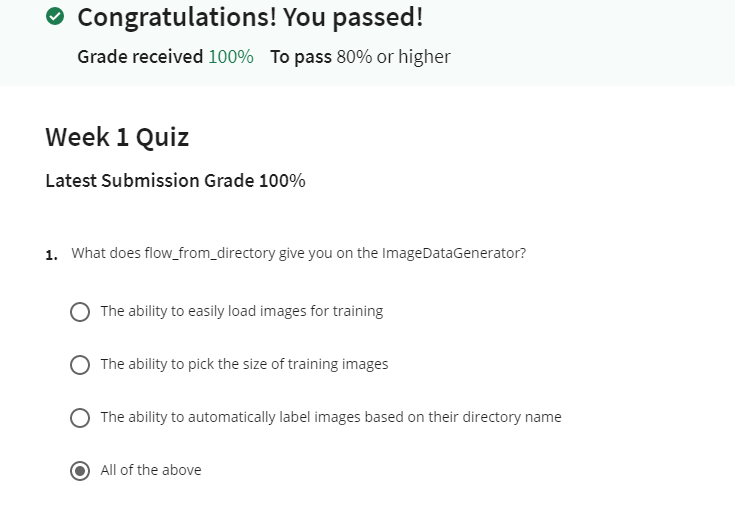 Congratulations! You passed!
Grade received 100% To pass 80% or higher
Week 1 Quiz
Latest Submission Grade 100%
1. What does flow_from_directory give you on the ImageDataGenerator?
The ability to easily load images for training
The ability to pick the size of training images
The ability to automatically label images based on their directory name
All of the above